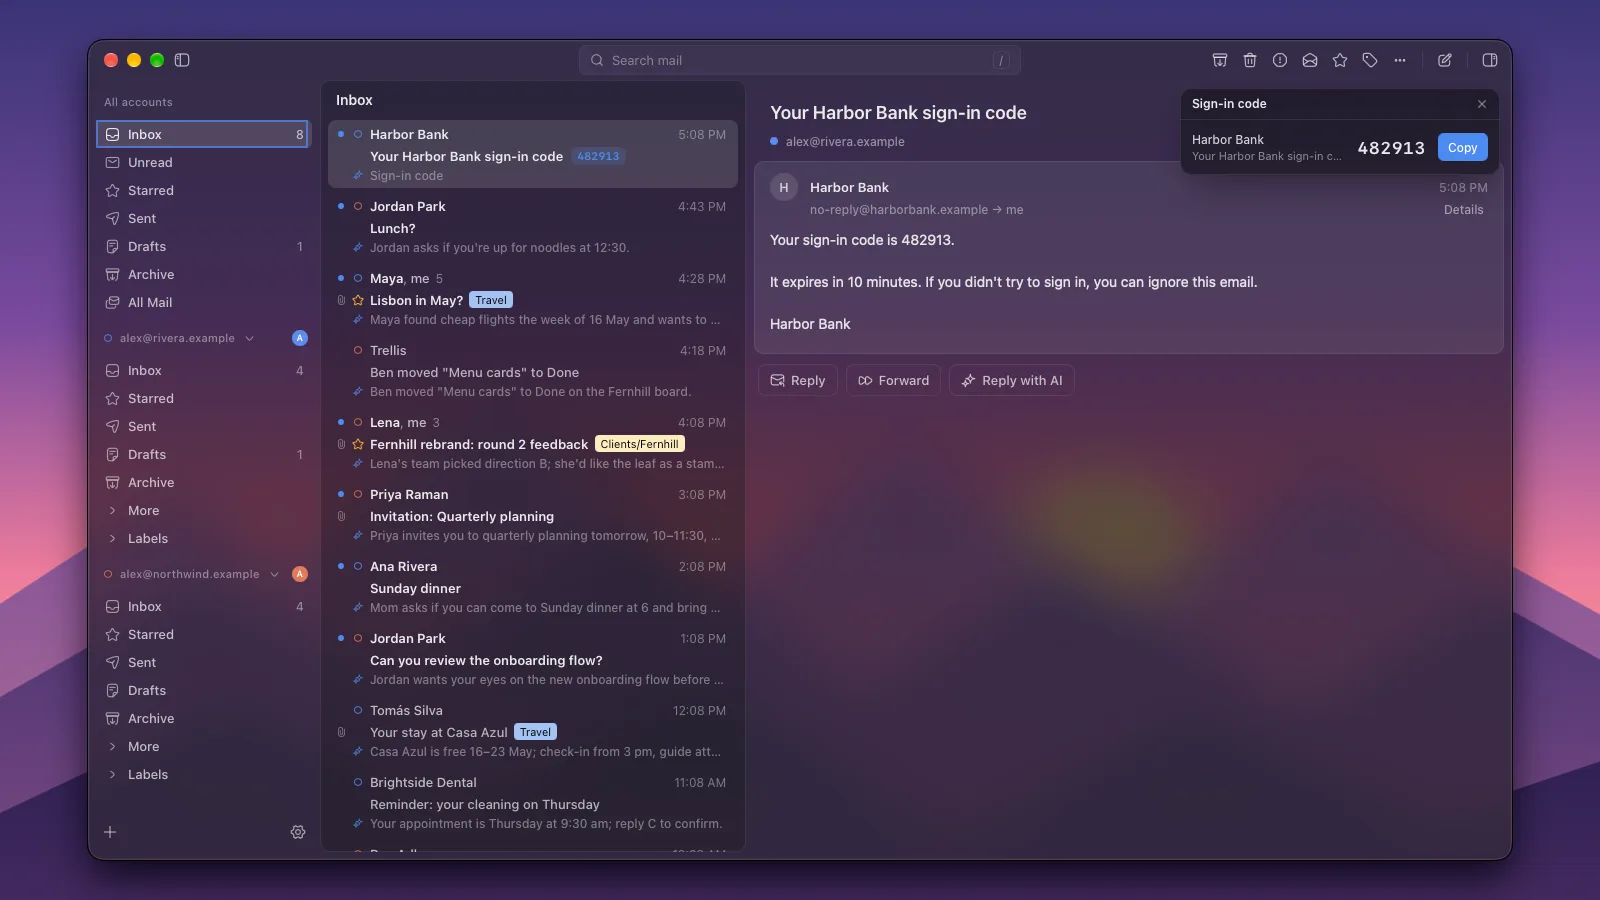 Search mail
/
All accounts
Inbox 8
Unread
Starred
Sent
Drafts 1
Archive
All Mail
alex@rivera.example A
Inbox 4
Starred
Sent
Drafts 1
Archive
More
Labels
alex@northwind.example A
Inbox 4
Starred
Sent
Drafts
Archive
More
Labels
Inbox
Harbor Bank 5:08 PM
Your Harbor Bank sign-in code 482913
Sign-in code
Jordan Park 4:43 PM
Lunch?
Jordan asks if you're up for noodles at 12:30.
Maya, me 5 4:28 PM
Lisbon in May? Travel
Maya found cheap flights the week of 16 May and wants to ...
Trellis 4:18 PM
Ben moved "Menu cards" to Done
Ben moved "Menu cards" to Done on the Fernhill board.
Lena, me 3 4:08 PM
Fernhill rebrand: round 2 feedback Clients/Fernhill
Lena's team picked direction B; she'd like the leaf as a stam...
Priya Raman 3:08 PM
Invitation: Quarterly planning
Priya invites you to quarterly planning tomorrow, 10–11:30, ...
Ana Rivera 2:08 PM
Sunday dinner
Mom asks if you can come to Sunday dinner at 6 and bring ...
Jordan Park 1:08 PM
Can you review the onboarding flow?
Jordan wants your eyes on the new onboarding flow before ...
Tomás Silva 12:08 PM
Your stay at Casa Azul Travel
Casa Azul is free 16–23 May; check-in from 3 pm, guide att...
Brightside Dental 11:08 AM
Reminder: your cleaning on Thursday
Your appointment is Thursday at 9:30 am; reply C to confirm.
Your Harbor Bank sign-in code
alex@rivera.example
Sign-in code
Harbor Bank
Your Harbor Bank sign-in c...
482913
Copy
H
Harbor Bank 5:08 PM
no-reply@harborbank.example → me Details
Your sign-in code is 482913.
It expires in 10 minutes. If you didn't try to sign in, you can ignore this email.
Harbor Bank
Reply
Forward
Reply with AI